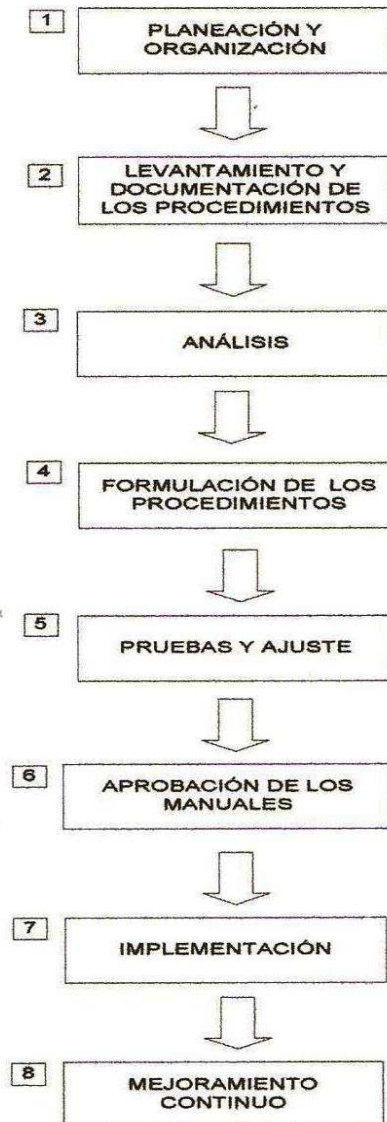 1
PLANEACIÓN Y
ORGANIZACIÓN
2
LEVANTAMIENTO Y
DOCUMENTACIÓN DE
LOS PROCEDIMIENTOS
3
ANÁLISIS
4
FORMULACIÓN DE LOS
PROCEDIMIENTOS
5
PRUEBAS Y AJUSTE
6
APROBACIÓN DE LOS
MANUALES
7
IMPLEMENTACIÓN
8
MEJORAMIENTO
CONTINUO